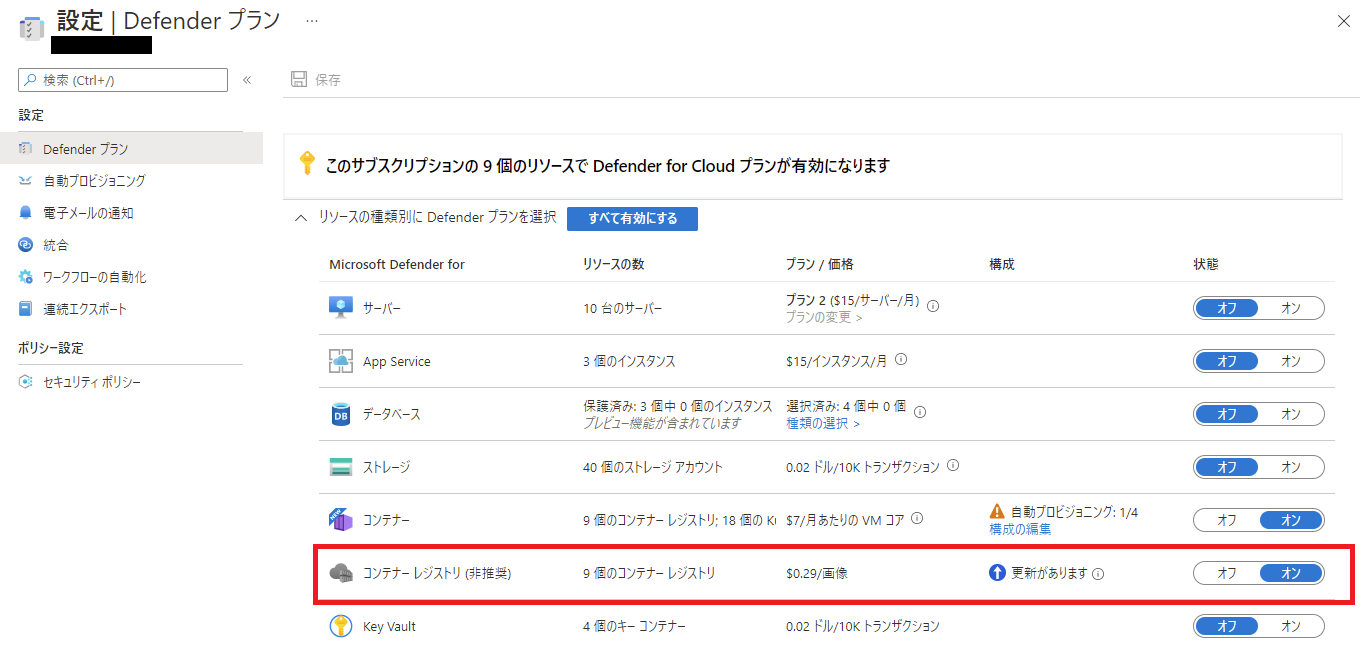 設定 | Defender プラン ...
検索 (Ctrl+/) «
保存
設定
Defender プラン
自動プロビジョニング
電子メールの通知
統合
ワークフローの自動化
連続エクスポート
ポリシー設定
セキュリティ ポリシー
このサブスクリプションの 9 個のリソースで Defender for Cloud プランが有効になります
リソースの種類別に Defender プランを選択 すべて有効にする
Microsoft Defender for リソースの数 プラン / 価格 構成 状態
サーバー 10 台のサーバー プラン 2 ($15/サーバー/月) オフ オン
プランの変更 >
App Service 3 個のインスタンス $15/インスタンス/月 オフ オン
データベース 保護済み: 3 個中 0 個のインスタンス 選択済み: 4 個中 0 個 オフ オン
プレビュー機能が含まれています 種類の選択 >
ストレージ 40 個のストレージ アカウント 0.02 ドル/10K トランザクション オフ オン
コンテナー 9 個のコンテナー レジストリ; 18 個の $7/月あたりの VM コア 自動プロビジョニング: 1/4 オフ オン
構成の編集
コンテナー レジストリ (非推奨) 9 個のコンテナー レジストリ $0.29/画像 更新があります オフ オン
Key Vault 4 個のキー コンテナー 0.02 ドル/10K トランザクション オフ オン